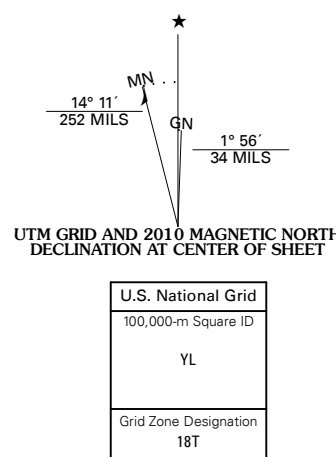 ★
MN
14° 11´
252 MILS
GN
1° 56´
34 MILS
UTM GRID AND 2010 MAGNETIC NORTH
DECLINATION AT CENTER OF SHEET
U.S. National Grid
100,000-m Square ID
YL
Grid Zone Designation
18T